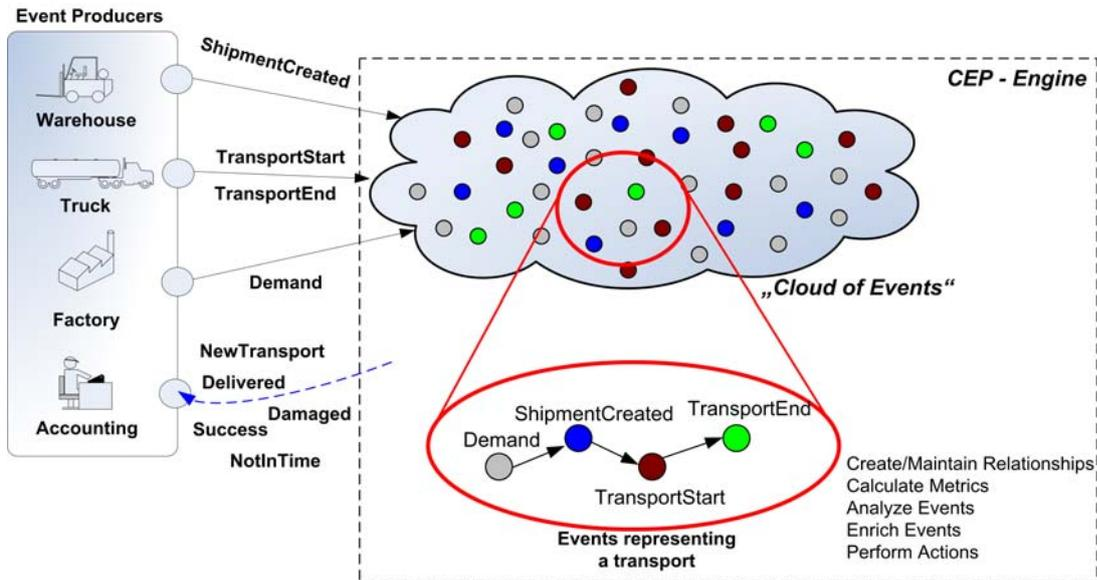 Event Producers
Warehouse
Truck
Factory
Accounting
ShipmentCreated
TransportStart
TransportEnd
Demand
NewTransport
Delivered
Damaged
Success
NotInTime
CEP - Engine
„Cloud of Events“
ShipmentCreated
TransportEnd
Demand
TransportStart
Events representing
a transport
Create/Maintain Relationships
Calculate Metrics
Analyze Events
Enrich Events
Perform Actions